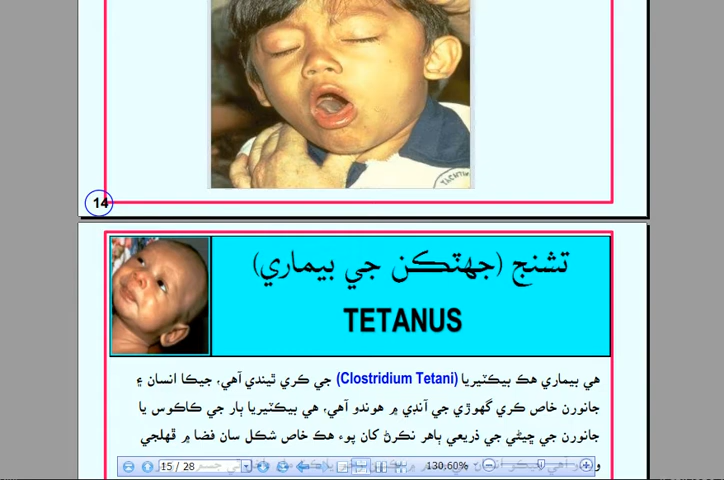 14
تشنج (جهٽڪن جي بيماري)
TETANUS
هي بيماري هڪ بيڪٽيريا (Clostridium Tetani) جي ڪري ٿيندي آهي، جيڪا انسان ۽
جانورن خاص ڪري گهوڙي جي آنڊي ۾ هوندو آهي، هي بيڪٽيريا ٻار جي ڪاڪوس يا
جانورن جي ڇيڻي جي ذريعي ٻاهر نڪرڻ کان پوءِ هڪ خاص شڪل سان فضا ۾ ڦهلجي
15 / 28
130,60%